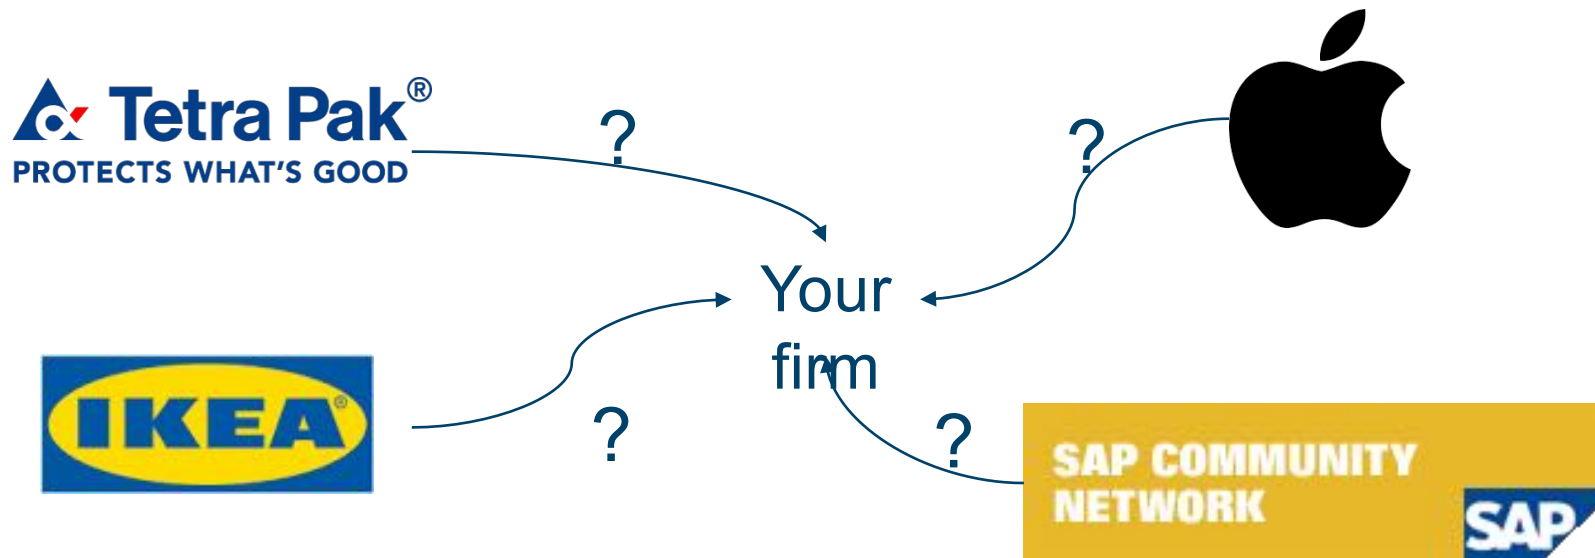 Tetra Pak®
PROTECTS WHAT'S GOOD
?
?
Your
firm
IKEA®
?
?
SAP COMMUNITY
NETWORK
SAP